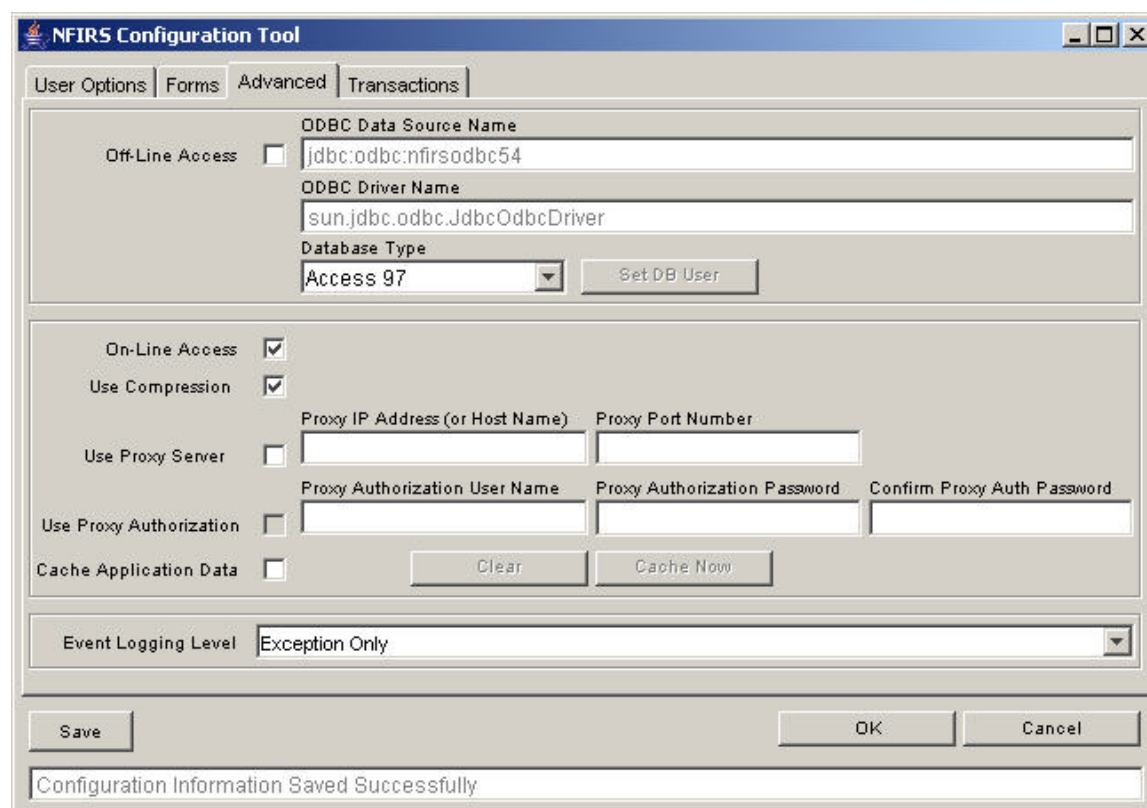 NFIRS Configuration Tool
User Options Forms Advanced Transactions
ODBC Data Source Name
Off-Line Access jdbc:odbc:nfirsodbc54
ODBC Driver Name
sun.jdbc.odbc.JdbcOdbcDriver
Database Type
Access 97 Set DB User
On-Line Access
Use Compression
Proxy IP Address (or Host Name) Proxy Port Number
Use Proxy Server
Proxy Authorization User Name Proxy Authorization Password Confirm Proxy Auth Password
Use Proxy Authorization
Cache Application Data Clear Cache Now
Event Logging Level Exception Only
Save OK Cancel
Configuration Information Saved Successfully